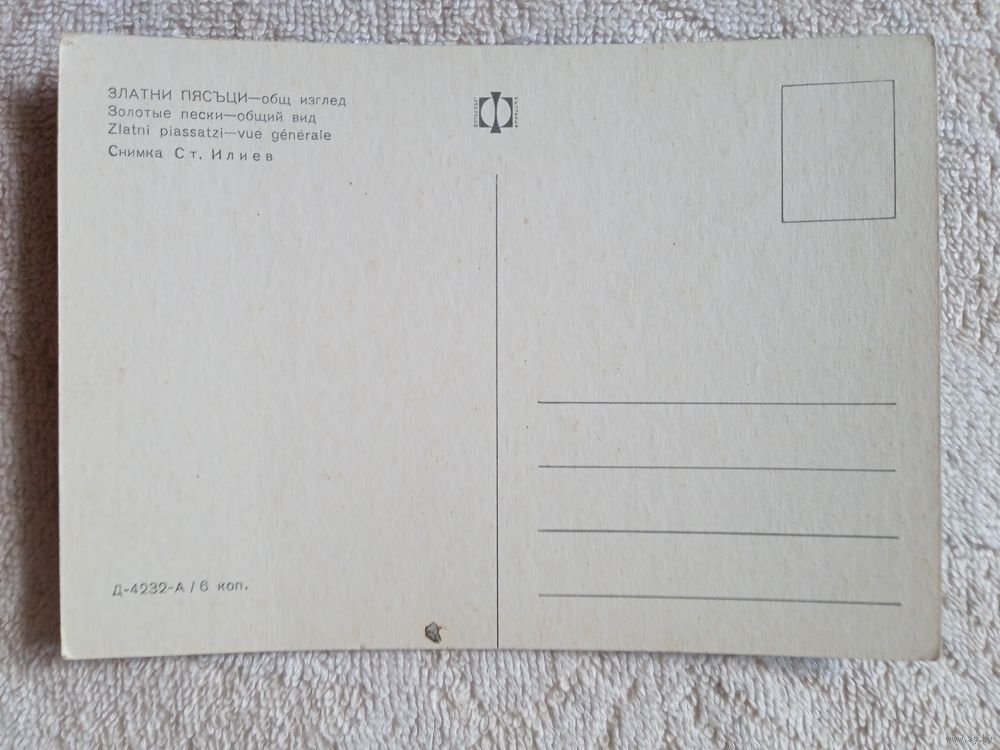 ЗЛАТНИ ПЯСЪЦИ—общ изглед
Золотые пески—общий вид
Zlatni piassatzi—vue générale
Снимка Ст. Илиев
Д-4232-А / 6 коп.